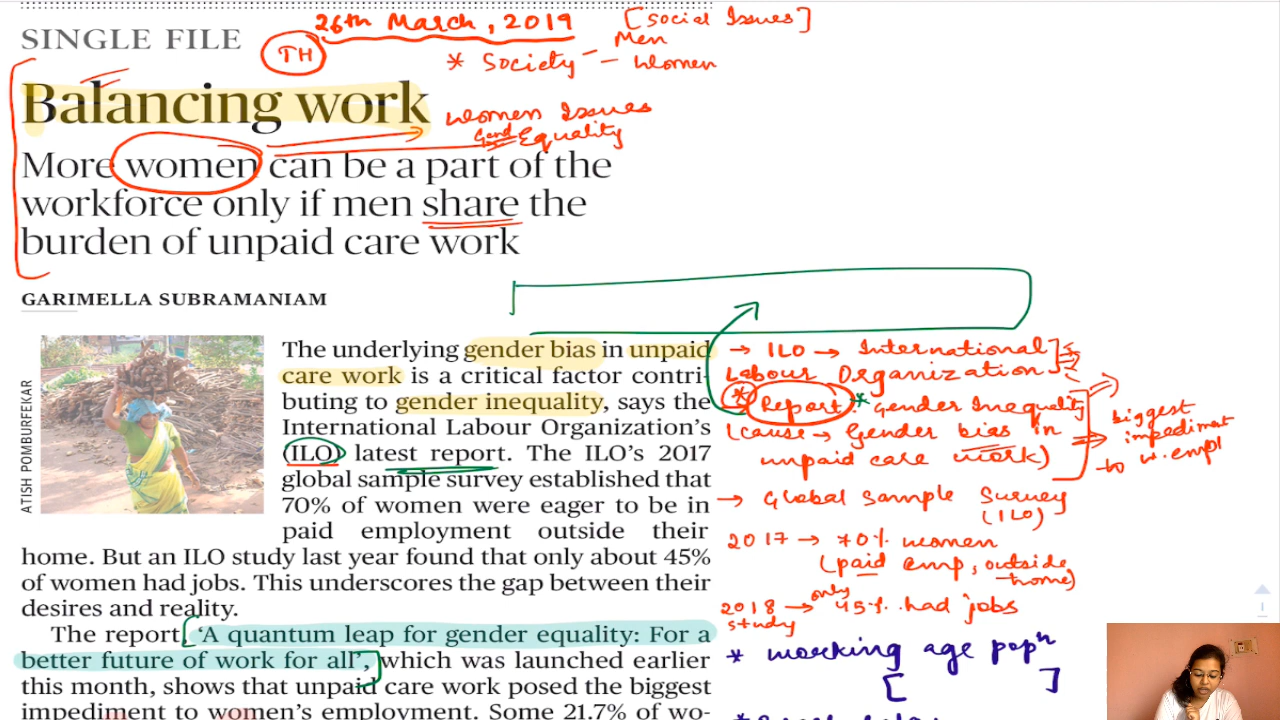 26th March, 2019
[Social Issues]
SINGLE FILE
TH
* Society - Men
- Women
Balancing work
Women Issues
Equality
More women can be a part of the
workforce only if men share the
burden of unpaid care work
GARIMELLA SUBRAMANIAM
ATISH POMBURFEKAR
The underlying gender bias in unpaid
care work is a critical factor contri-
buting to gender inequality, says the
International Labour Organization's
(ILO) latest report. The ILO's 2017
global sample survey established that
70% of women were eager to be in
paid employment outside their
home. But an ILO study last year found that only about 45%
of women had jobs. This underscores the gap between their
desires and reality.
The report, 'A quantum leap for gender equality: For a
better future of work for all', which was launched earlier
this month, shows that unpaid care work posed the biggest
impediment to women's employment. Some 21.7% of wo-
→ ILO → International
Labour Organization
* Report * Gender Inequality
(cause → Gender bias in
unpaid care work)
biggest
impediment
to w. empl
→ Global Sample Survey
(ILO)
2017 → 70% women
(paid emp, outside
home)
2018 → only 45% had jobs
study
* working age popn
[ ]